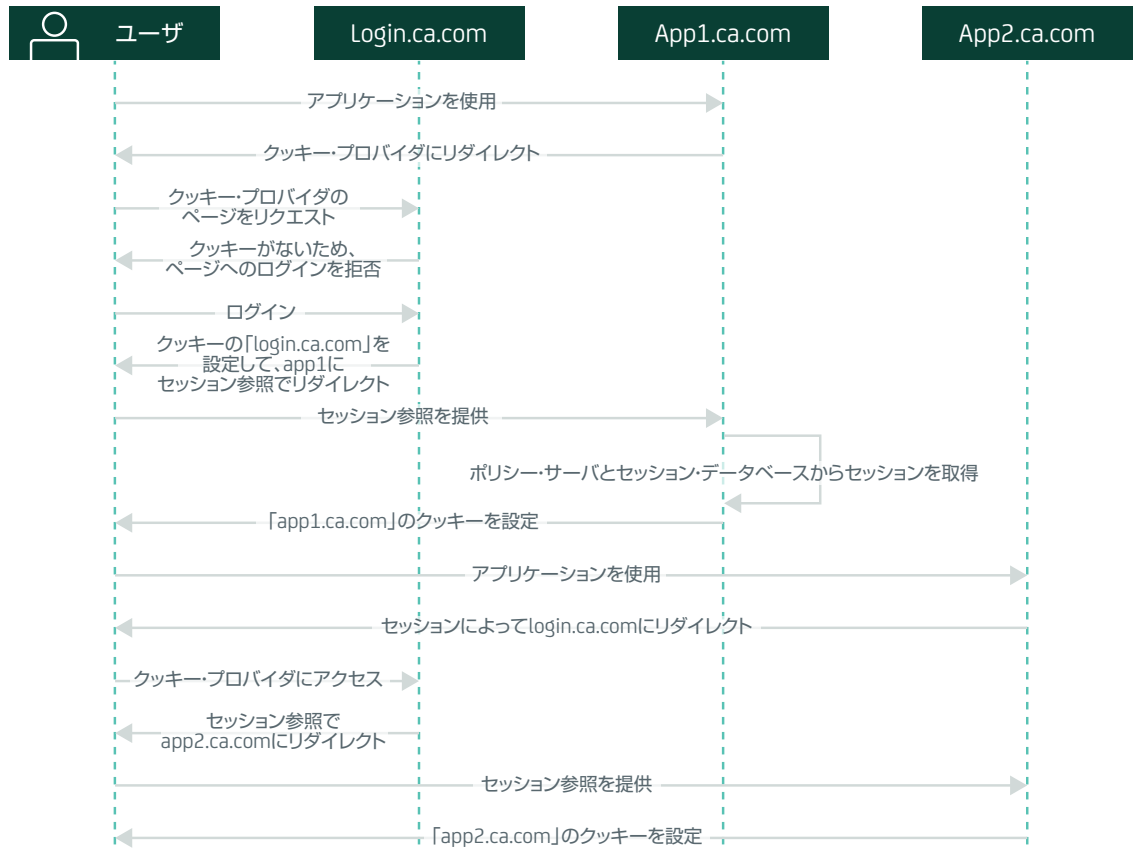 ユーザ
Login.ca.com
App1.ca.com
App2.ca.com
アプリケーションを使用
クッキー・プロバイダにリダイレクト
クッキー・プロバイダの
ページをリクエスト
クッキーがないため、
ページへのログインを拒否
ログイン
クッキーの「login.ca.com」を
設定して、app1に
セッション参照でリダイレクト
セッション参照を提供
ポリシー・サーバとセッション・データベースからセッションを取得
「app1.ca.com」のクッキーを設定
アプリケーションを使用
セッションによってlogin.ca.comにリダイレクト
クッキー・プロバイダにアクセス
セッション参照で
app2.ca.comにリダイレクト
セッション参照を提供
「app2.ca.com」のクッキーを設定